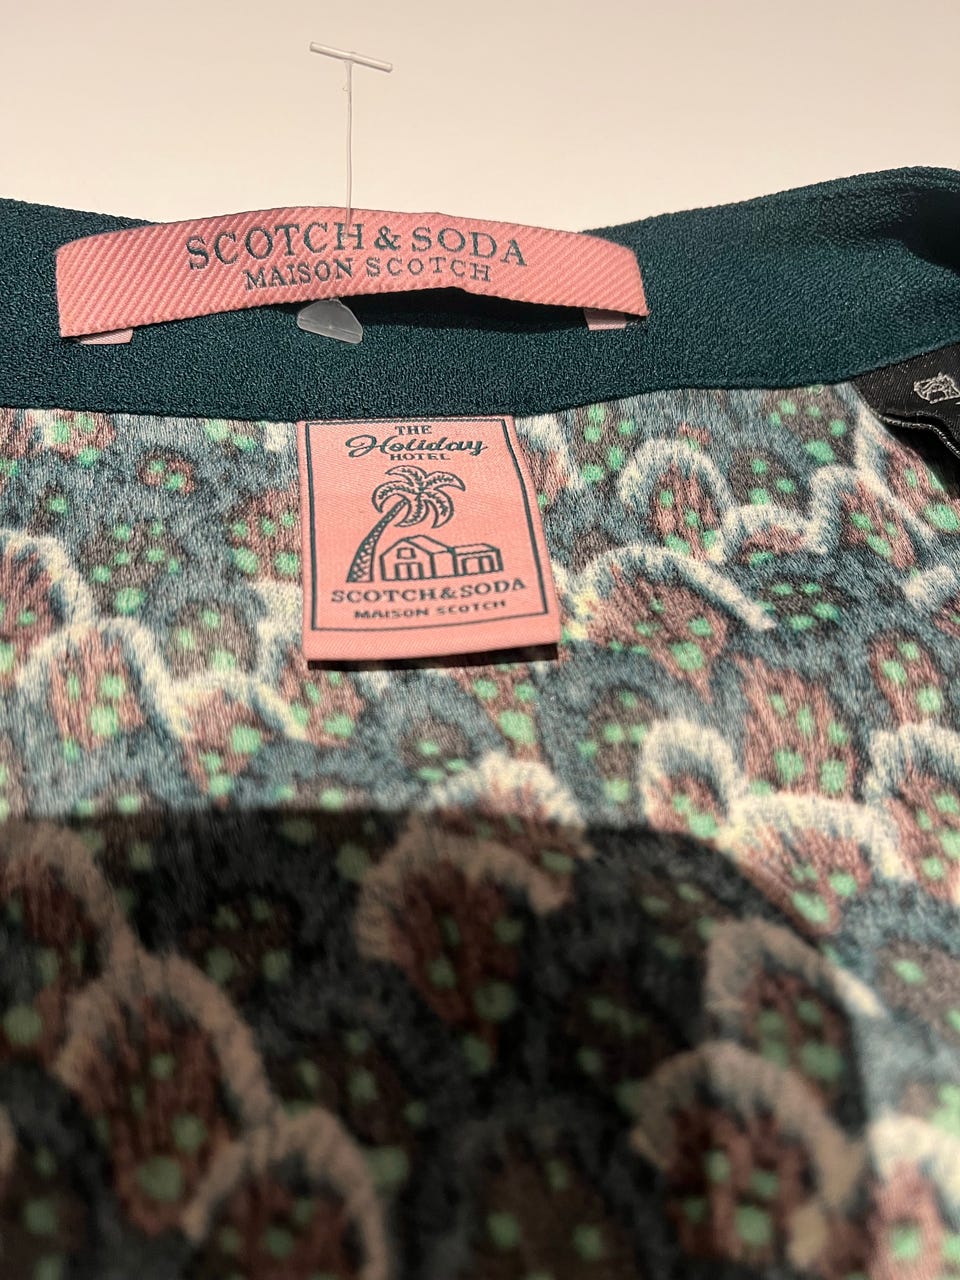 SCOTCH & SODA
MAISON SCOTCH
THE
Holiday
HOTEL
SCOTCH & SODA
MAISON SCOTCH